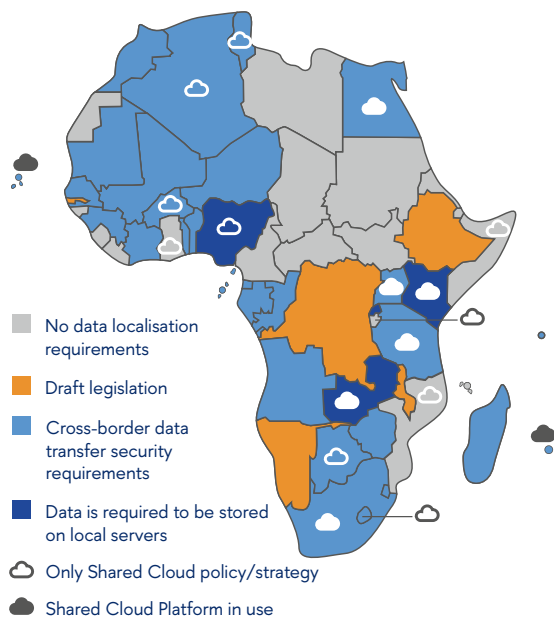 No data localisation
requirements
Draft legislation
Cross-border data
transfer security
requirements
Data is required to be stored
on local servers
Only Shared Cloud policy/strategy
Shared Cloud Platform in use